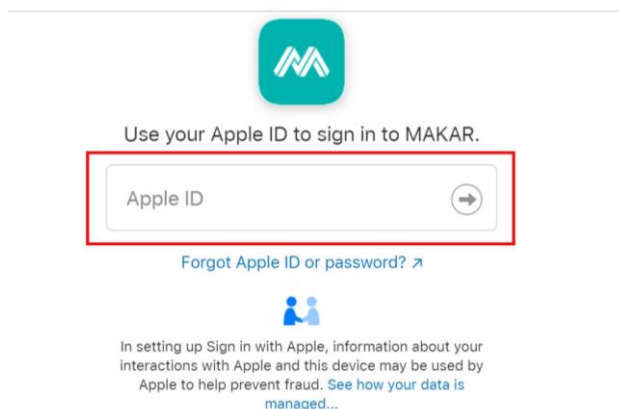 Use your Apple ID to sign in to MAKAR.
Apple ID
Forgot Apple ID or password? ↗
In setting up Sign in with Apple, information about your
interactions with Apple and this device may be used by
Apple to help prevent fraud. See how your data is
managed...